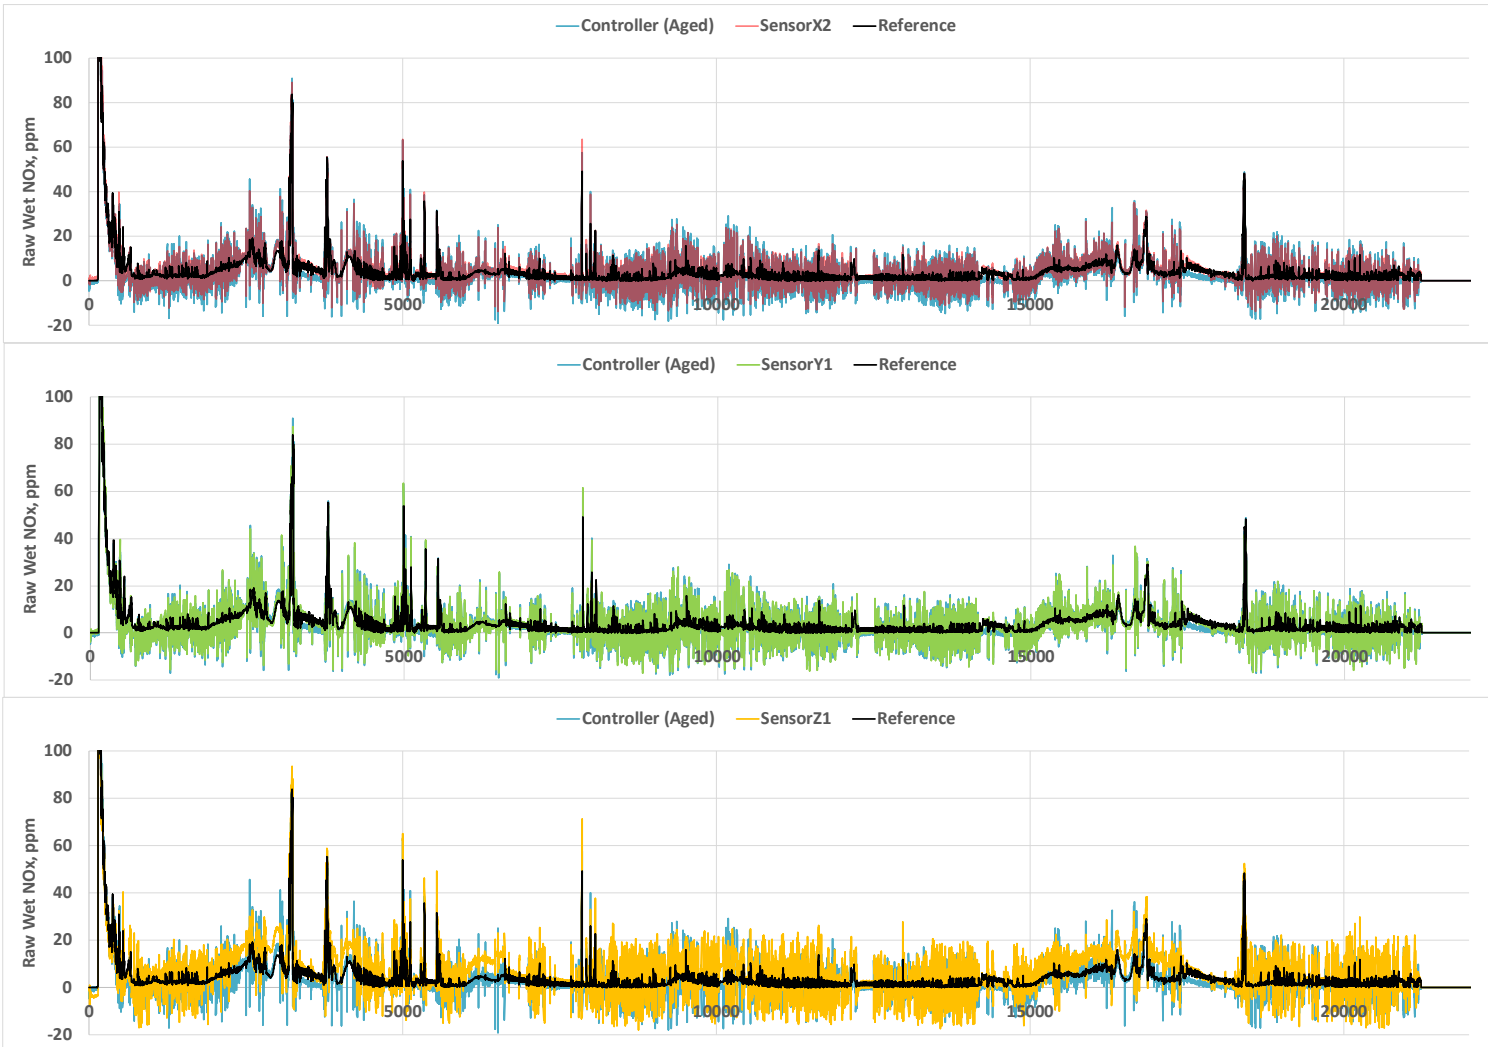 Controller (Aged) SensorX2 Reference
Raw Wet NOx, ppm
100
80
60
40
20
0
-20
0 5000 10000 15000 20000
Controller (Aged) SensorY1 Reference
Raw Wet NOx, ppm
100
80
60
40
20
0
-20
0 5000 10000 15000 20000
Controller (Aged) SensorZ1 Reference
Raw Wet NOx, ppm
100
80
60
40
20
0
-20
0 5000 10000 15000 20000